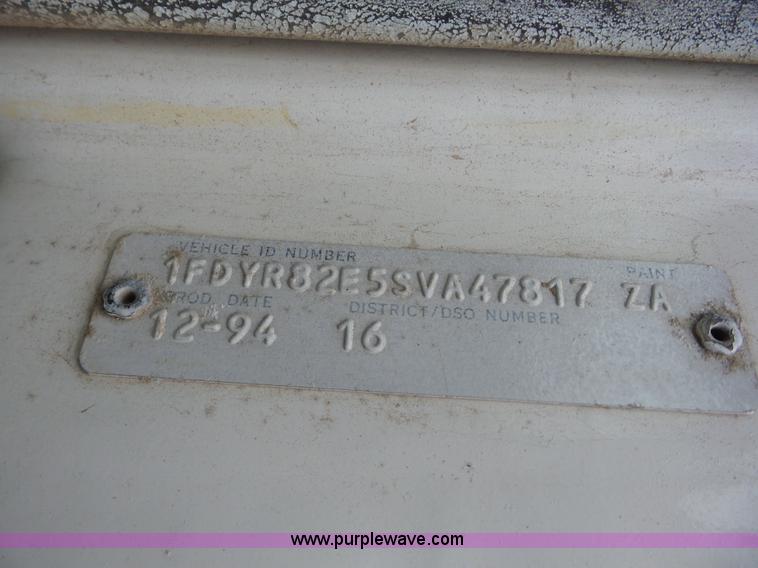 VEHICLE ID NUMBER PAINT
1FDYR82E5SVA47817 ZA
PROD. DATE DISTRICT/DSO NUMBER
12-94 16
www.purplewave.com